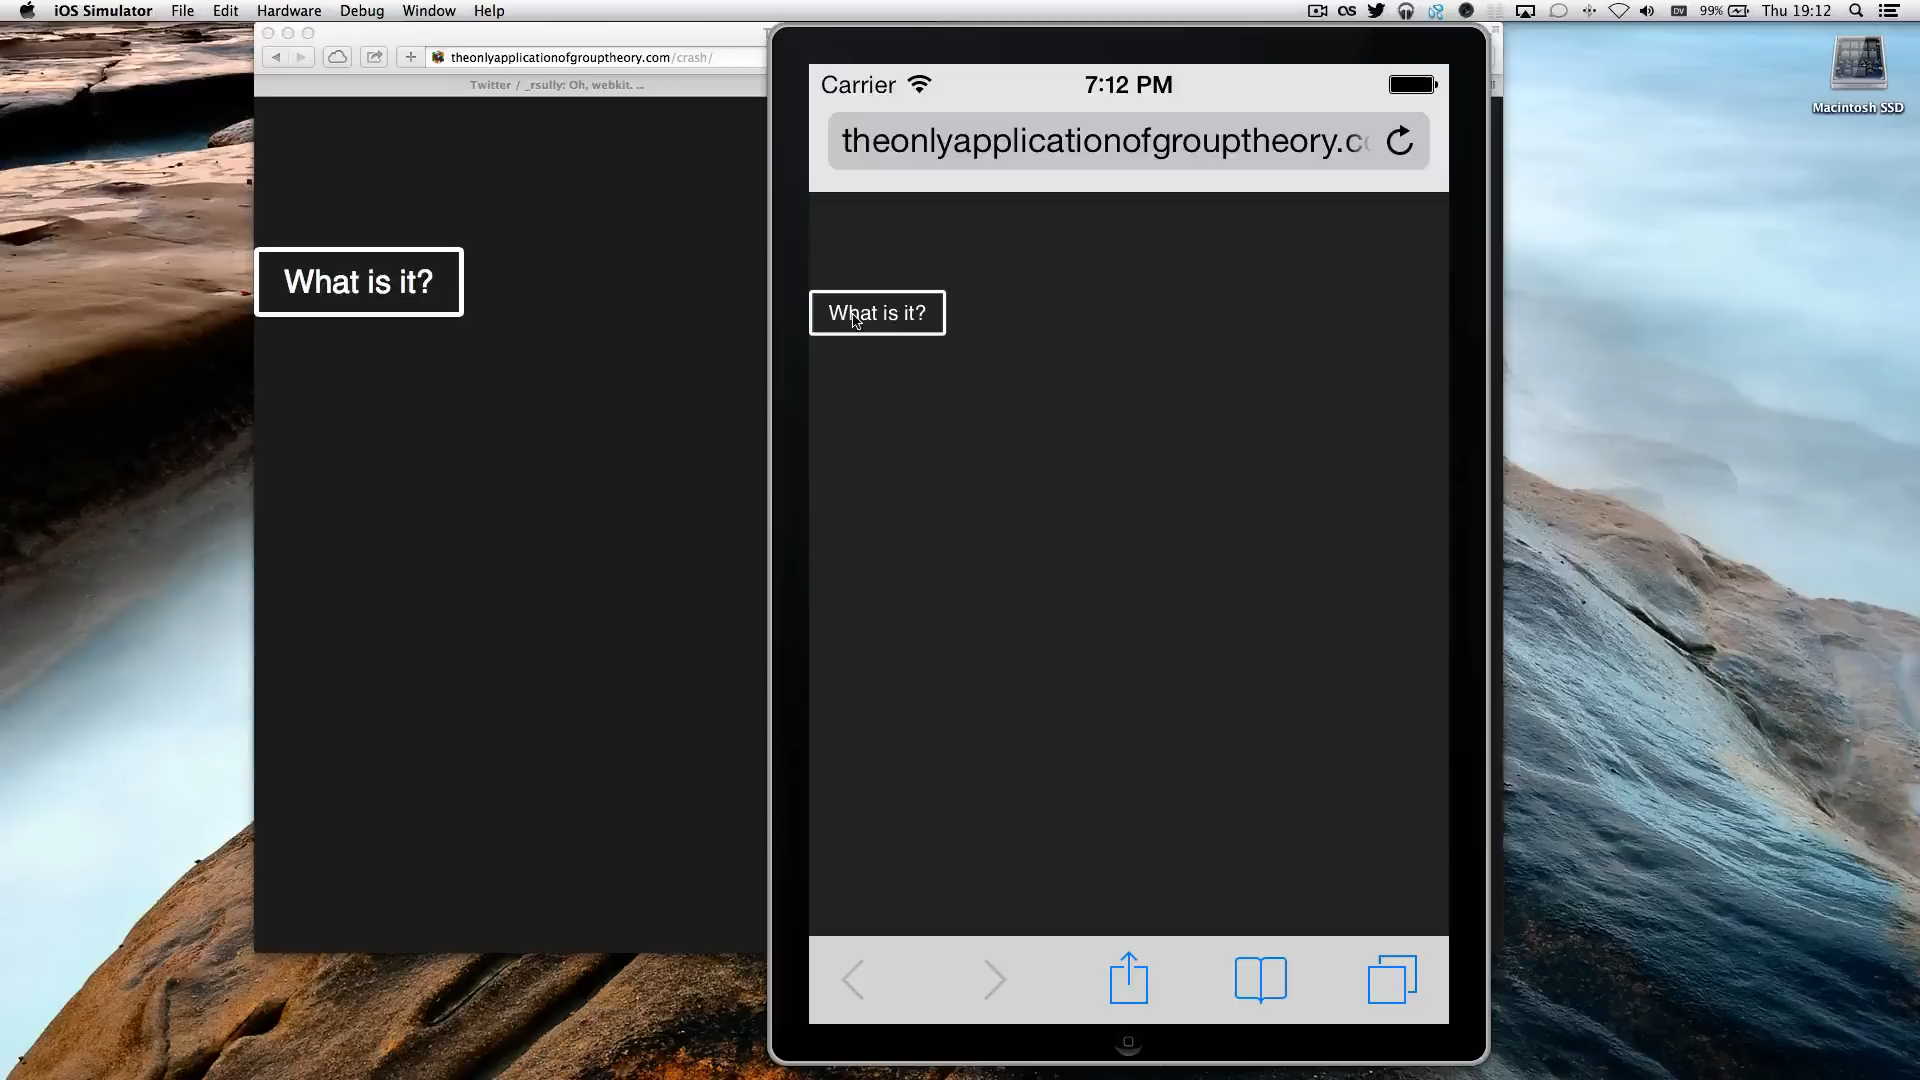 iOS Simulator File Edit Hardware Debug Window Help
99% Thu 19:12
theonlyapplicationofgrouptheory.com/crash/
Twitter / _rsully: Oh, webkit. ...
What is it?
Carrier 7:12 PM
theonlyapplicationofgrouptheory.c
What is it?
Macintosh SSD